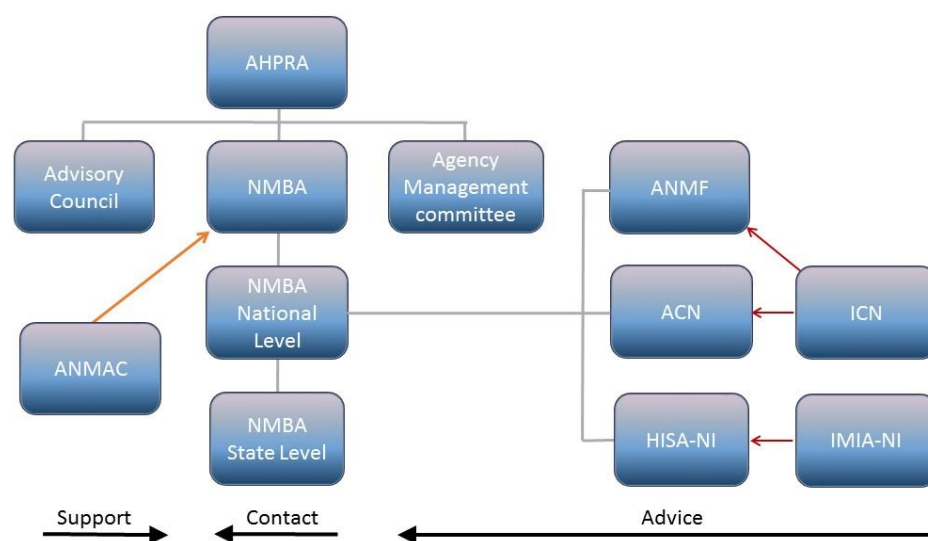 AHPRA
Advisory
Council
NMBA
Agency
Management
committee
ANMF
NMBA
National
Level
ACN
ICN
ANMAC
NMBA
State Level
HISA-NI
IMIA-NI
Support
Contact
Advice